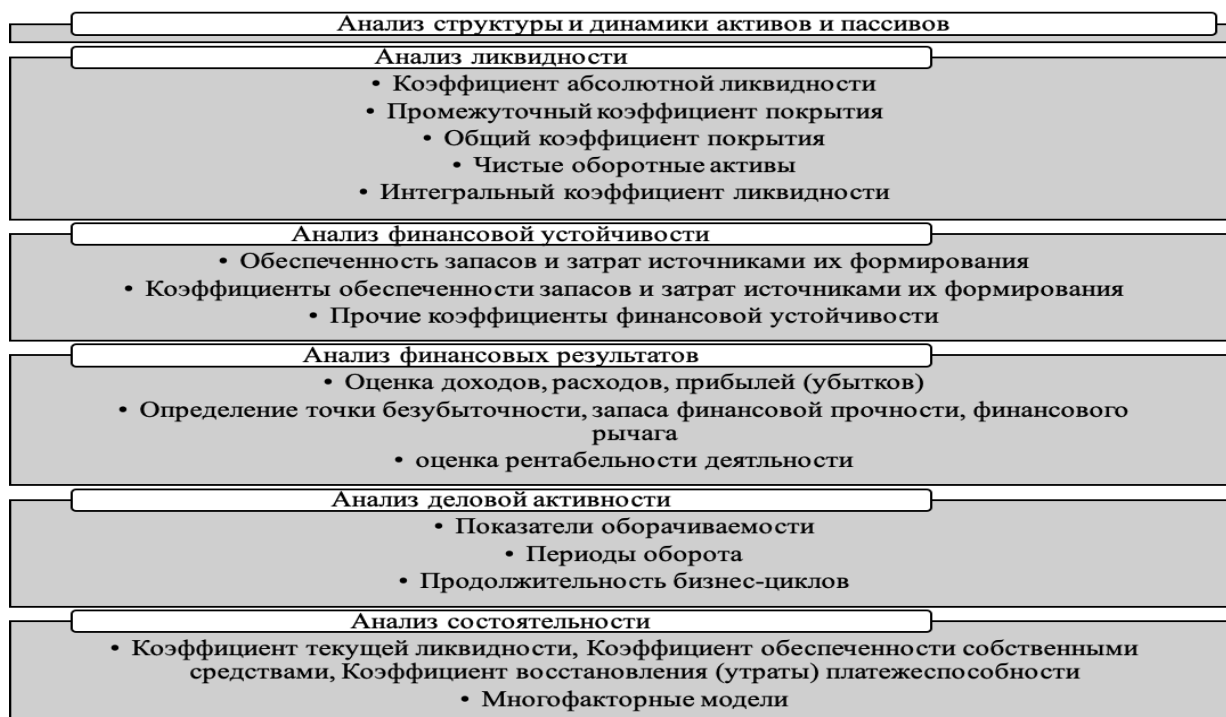 Анализ структуры и динамики активов и пассивов
Анализ ликвидности
• Коэффициент абсолютной ликвидности
• Промежуточный коэффициент покрытия
• Общий коэффициент покрытия
• Чистые оборотные активы
• Интегральный коэффициент ликвидности
Анализ финансовой устойчивости
• Обеспеченность запасов и затрат источниками их формирования
• Коэффициенты обеспеченности запасов и затрат источниками их формирования
• Прочие коэффициенты финансовой устойчивости
Анализ финансовых результатов
• Оценка доходов, расходов, прибылей (убытков)
• Определение точки безубыточности, запаса финансовой прочности, финансового
рычага
• оценка рентабельности деятльности
Анализ деловой активности
• Показатели оборачиваемости
• Периоды оборота
• Продолжительность бизнес-циклов
Анализ состоятельности
• Коэффициент текущей ликвидности, Коэффициент обеспеченности собственными
средствами, Коэффициент восстановления (утраты) платежеспособности
• Многофакторные модели